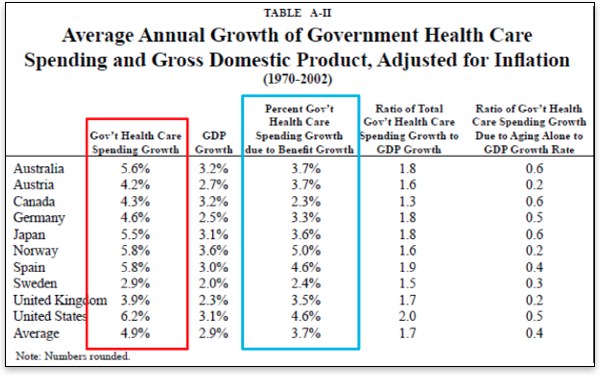 TABLE A-II
Average Annual Growth of Government Health Care
Spending and Gross Domestic Product, Adjusted for Inflation
(1970-2002)
Gov't Health Care Spending Growth GDP Growth Percent Gov't Health Care Spending Growth due to Benefit Growth Ratio of Total Gov't Health Care Spending Growth to GDP Growth Ratio of Gov't Health Care Spending Growth Due to Aging Alone to GDP Growth Rate
Australia 5.6% 3.2% 3.7% 1.8 0.6
Austria 4.2% 2.7% 3.7% 1.6 0.2
Canada 4.3% 3.2% 2.3% 1.3 0.6
Germany 4.6% 2.5% 3.3% 1.8 0.5
Japan 5.5% 3.1% 3.6% 1.8 0.6
Norway 5.8% 3.6% 5.0% 1.6 0.2
Spain 5.8% 3.0% 4.6% 1.9 0.4
Sweden 2.9% 2.0% 2.4% 1.5 0.3
United Kingdom 3.9% 2.3% 3.5% 1.7 0.2
United States 6.2% 3.1% 4.6% 2.0 0.5
Average 4.9% 2.9% 3.7% 1.7 0.4
Note: Numbers rounded.